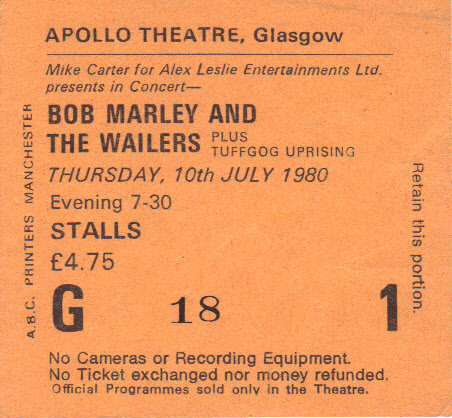 APOLLO THEATRE, Glasgow
Mike Carter for Alex Leslie Entertainments Ltd.
presents in Concert—
BOB MARLEY AND
THE WAILERS PLUS
TUFFGOG UPRISING
THURSDAY, 10th JULY 1980
Evening 7-30
STALLS
£4.75
G 18 1
No Cameras or Recording Equipment.
No Ticket exchanged nor money refunded.
Official Programmes sold only in the Theatre.
A.B.C. PRINTERS MANCHESTER
Retain this portion.